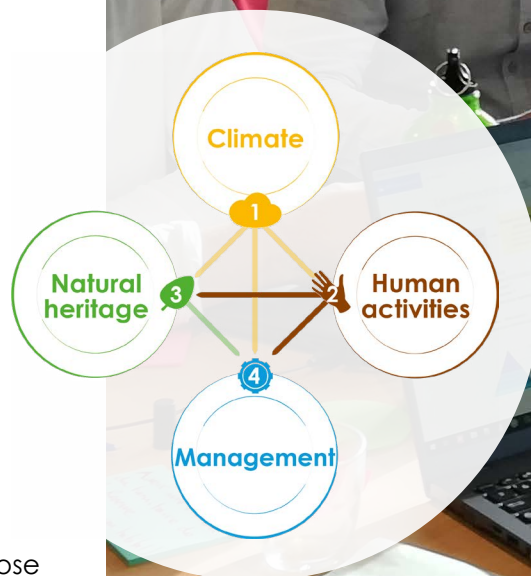 Climate
1
Natural
heritage
3
2
Human
activities
4
Management
ose